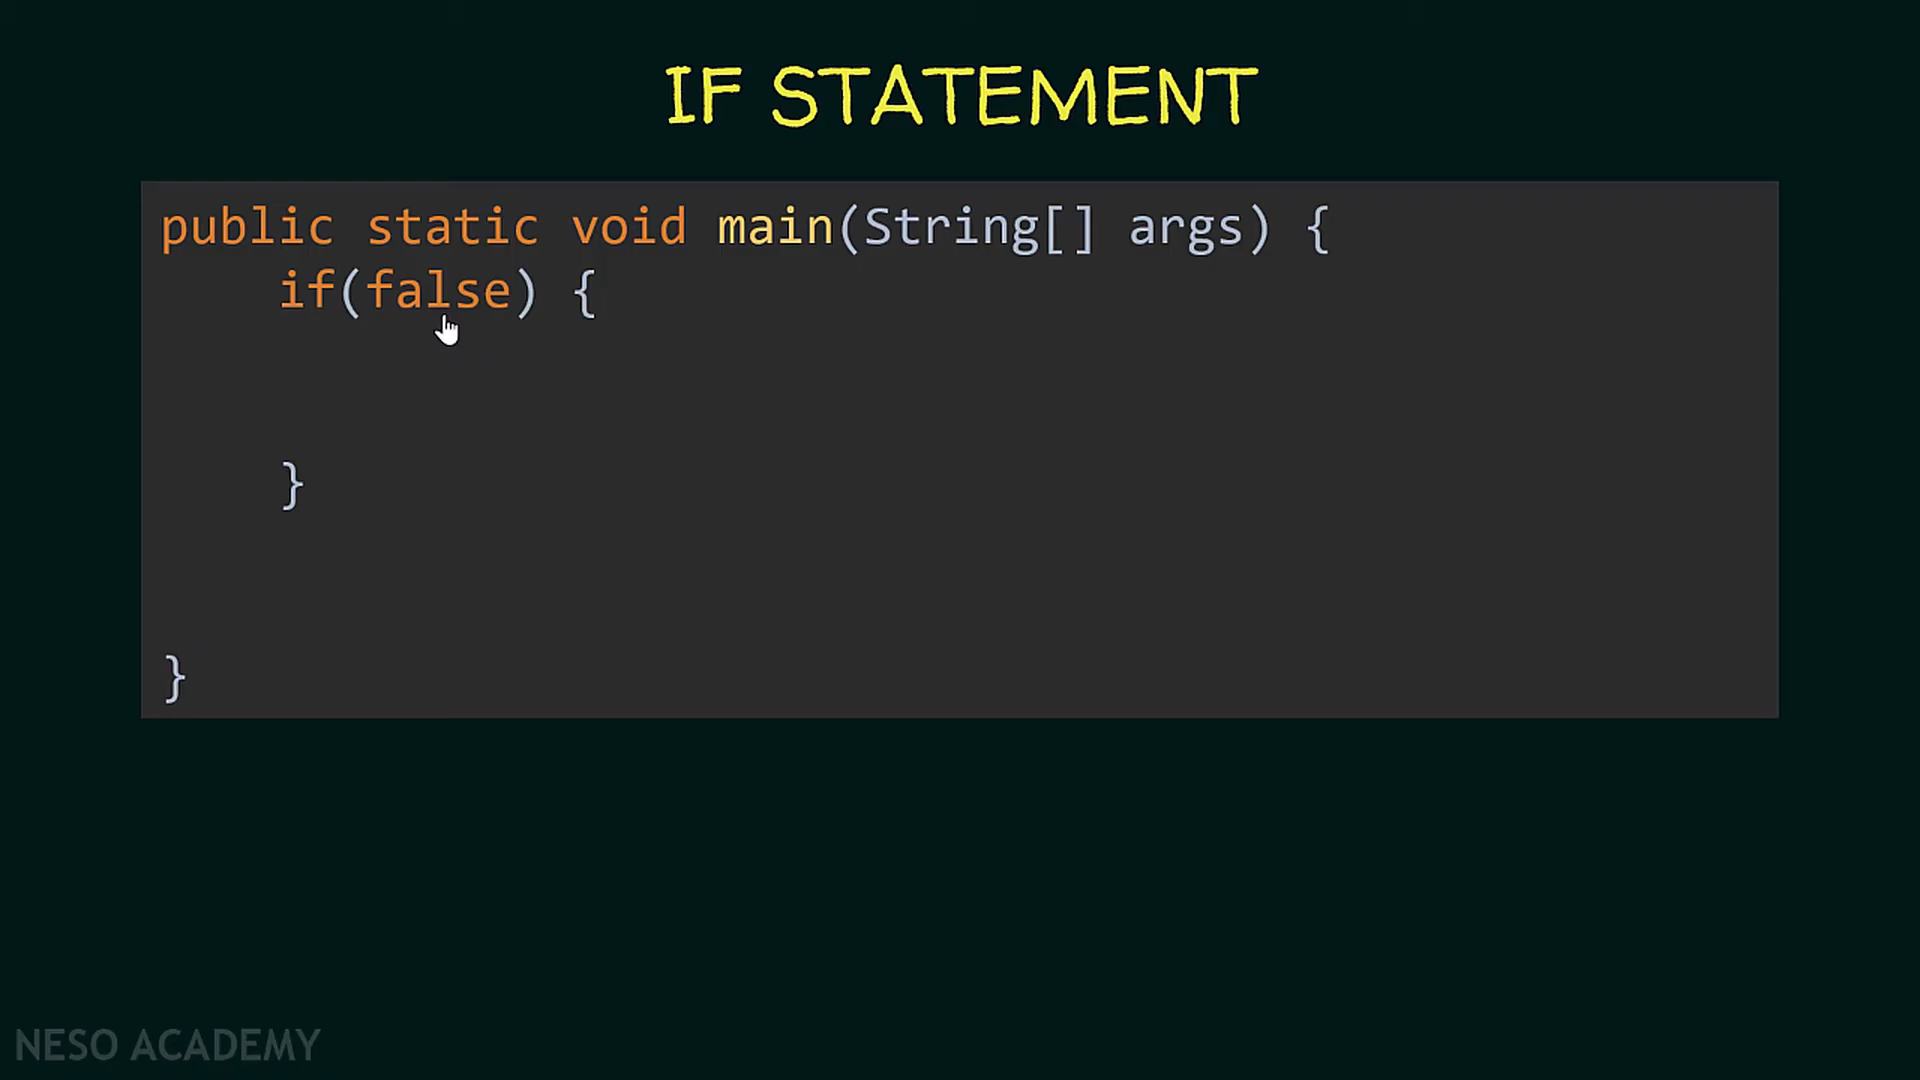 IF STATEMENT
public static void main(String[] args) {
    if(false) {
    }
}
NESO ACADEMY